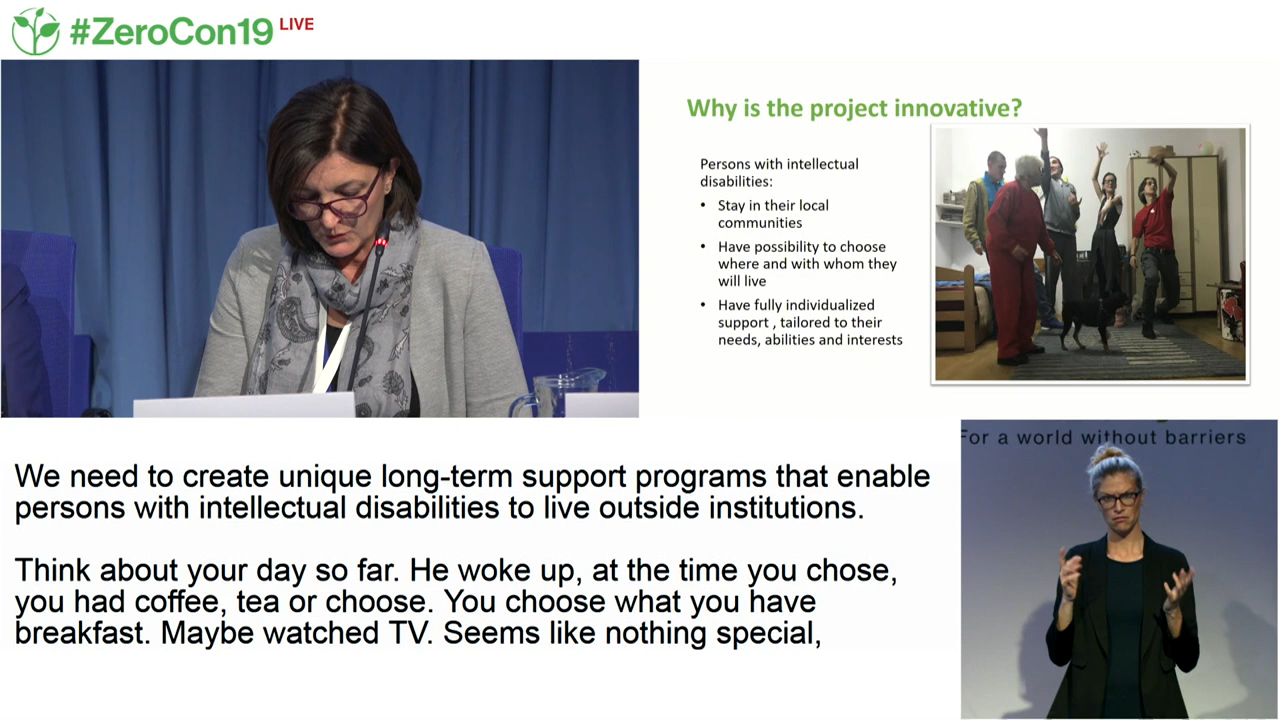 #ZeroCon19 LIVE
Why is the project innovative?
Persons with intellectual
disabilities:
• Stay in their local
communities
• Have possibility to choose
where and with whom they
will live
• Have fully individualized
support , tailored to their
needs, abilities and interests
For a world without barriers
We need to create unique long-term support programs that enable
persons with intellectual disabilities to live outside institutions.
Think about your day so far. He woke up, at the time you chose,
you had coffee, tea or choose. You choose what you have
breakfast. Maybe watched TV. Seems like nothing special,